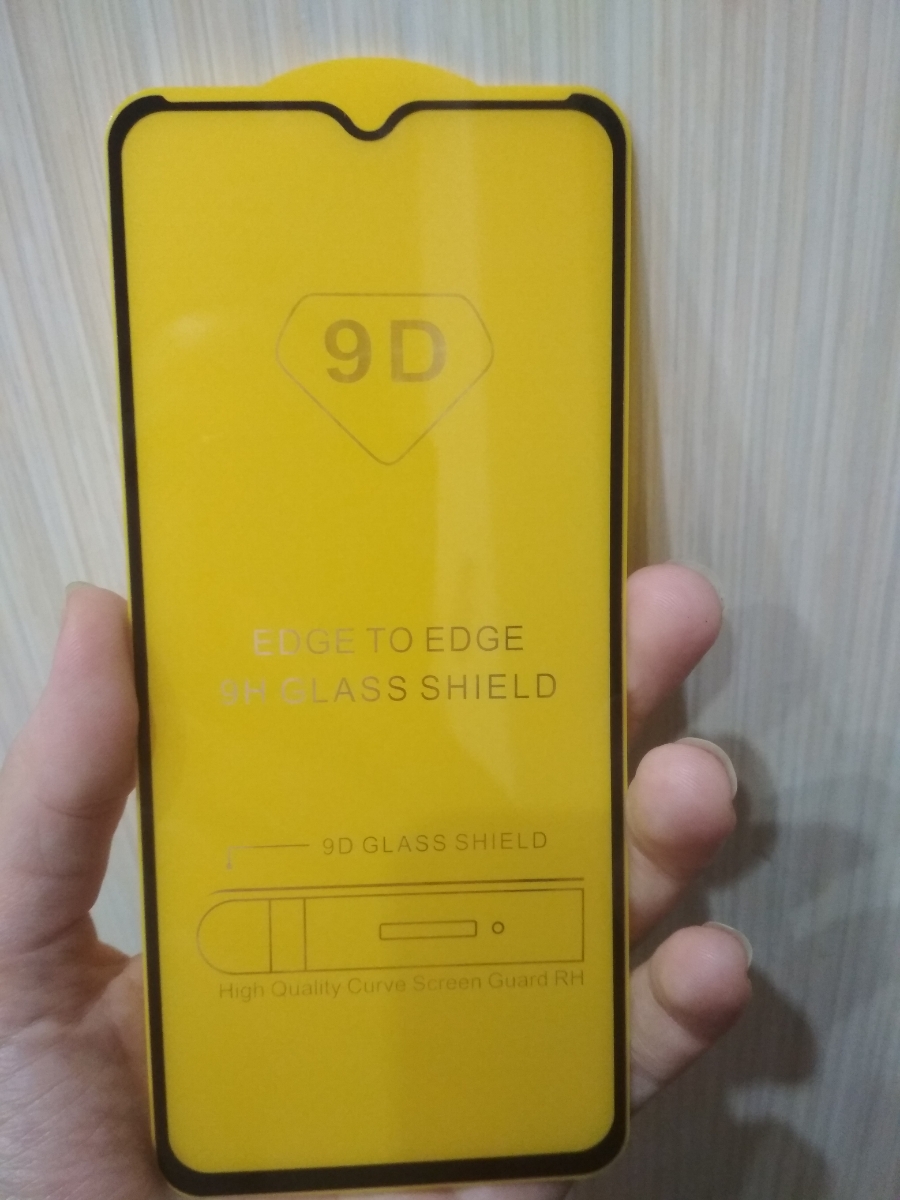 9D
EDGE TO EDGE
9H GLASS SHIELD
9D GLASS SHIELD
High Quality Curve Screen Guard RH